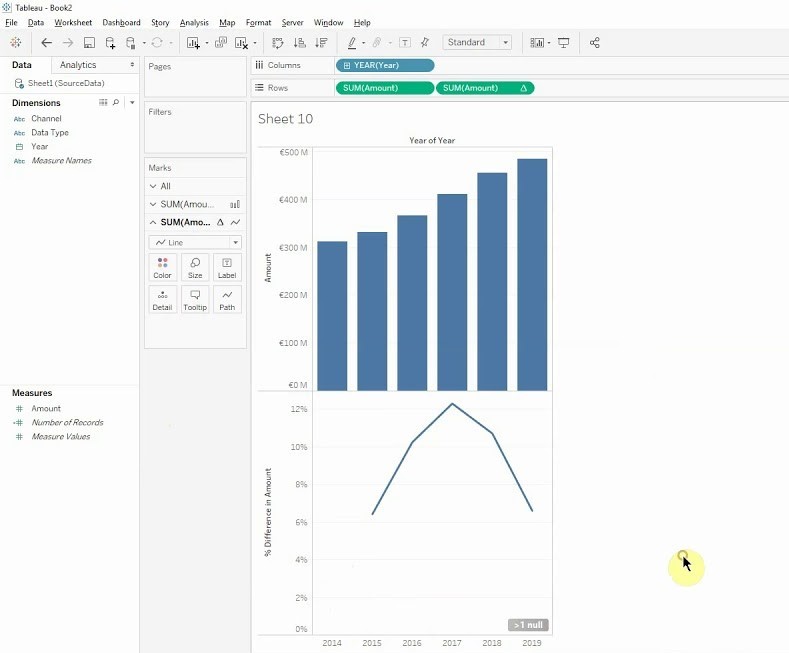 Tableau - Book2
File Data Worksheet Dashboard Story Analysis Map Format Server Window Help
Standard
Data Analytics
Sheet1 (SourceData)
Dimensions
Abc Channel
Abc Data Type
Year
Abc Measure Names
Measures
Amount
Number of Records
Measure Values
Pages
Filters
Marks
All
SUM(Amou...
SUM(Amo...
Line
Color Size Label
Detail Tooltip Path
Columns YEAR(Year)
Rows SUM(Amount) SUM(Amount)
Sheet 10
Year of Year
€500 M
€400 M
€300 M
€200 M
€100 M
€0 M
Amount
12%
10%
8%
6%
4%
2%
0%
% Difference in Amount
>1 null
2014 2015 2016 2017 2018 2019